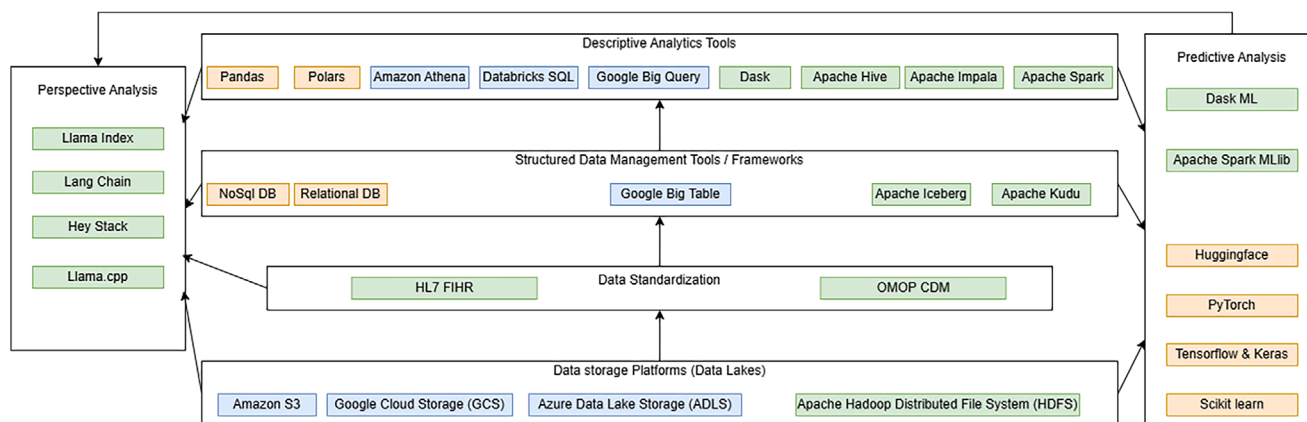 Descriptive Analytics Tools
Pandas
Polars
Amazon Athena
Databricks SQL
Google Big Query
Dask
Apache Hive
Apache Impala
Apache Spark
Perspective Analysis
Llama Index
Lang Chain
Hey Stack
Llama.cpp
Structured Data Management Tools / Frameworks
NoSql DB
Relational DB
Google Big Table
Apache Iceberg
Apache Kudu
Data Standardization
HL7 FIHR
OMOP CDM
Data storage Platforms (Data Lakes)
Amazon S3
Google Cloud Storage (GCS)
Azure Data Lake Storage (ADLS)
Apache Hadoop Distributed File System (HDFS)
Predictive Analysis
Dask ML
Apache Spark MLlib
Huggingface
PyTorch
Tensorflow & Keras
Scikit learn